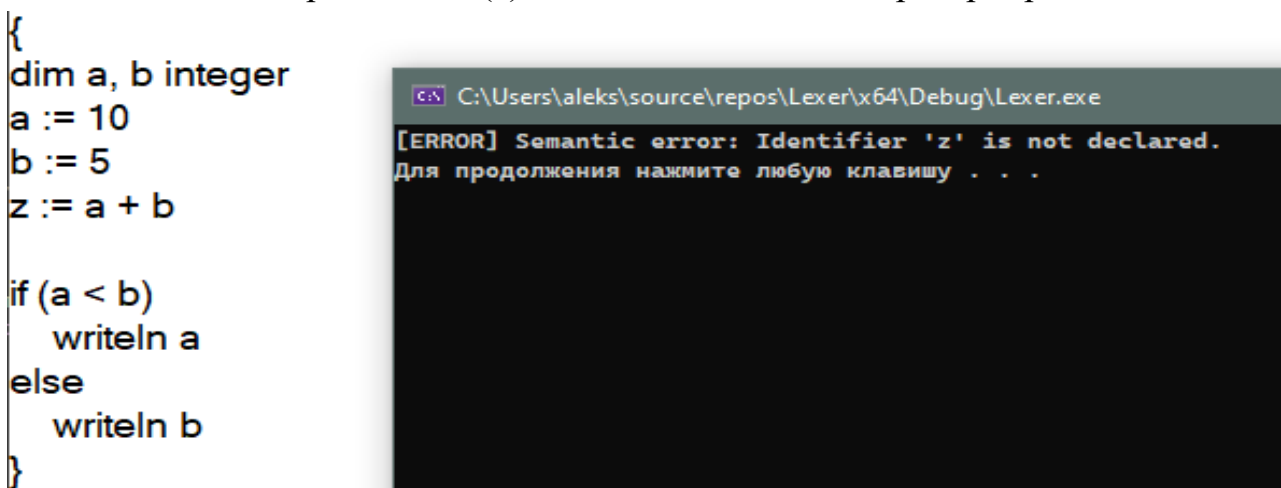 {
dim a, b integer
a := 10
b := 5
z := a + b
if (a < b)
writeln a
else
writeln b
}
C:\Users\aleks\source\repos\Lexer\x64\Debug\Lexer.exe
[ERROR] Semantic error: Identifier 'z' is not declared.
Для продолжения нажмите любую клавишу . . .